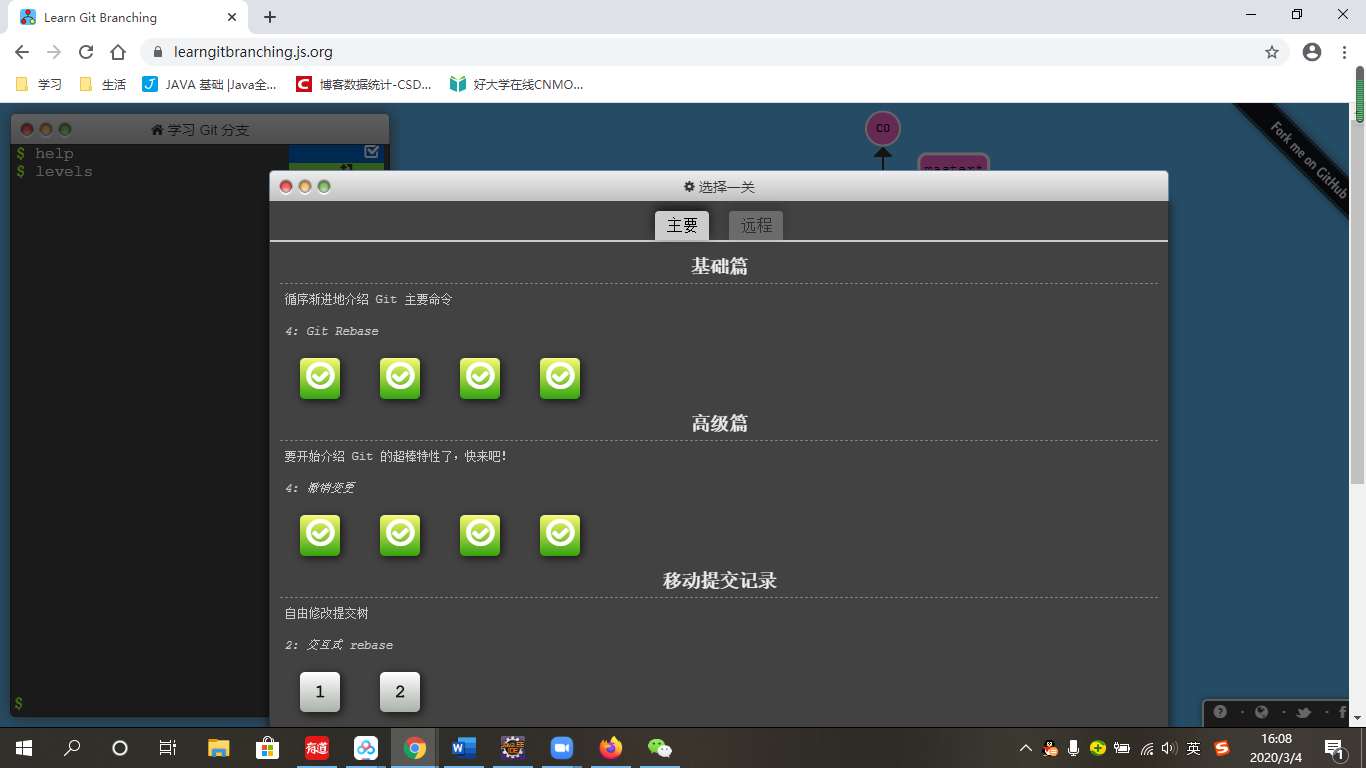 Learn Git Branching
learngitbranching.js.org
学习 生活 JAVA 基础 |Java全... 博客数据统计-CSD... 好大学在线CNMO...
学习 Git 分支
$ help
$ levels
C0
master*
Fork me on GitHub
选择一关
主要 远程
基础篇
循序渐进地介绍 Git 主要命令
4: Git Rebase
高级篇
要开始介绍 Git 的超棒特性了，快来吧!
4: 撤销变更
移动提交记录
自由修改提交树
2: 交互式 rebase
1 2
$
有道
英
16:08
2020/3/4
1